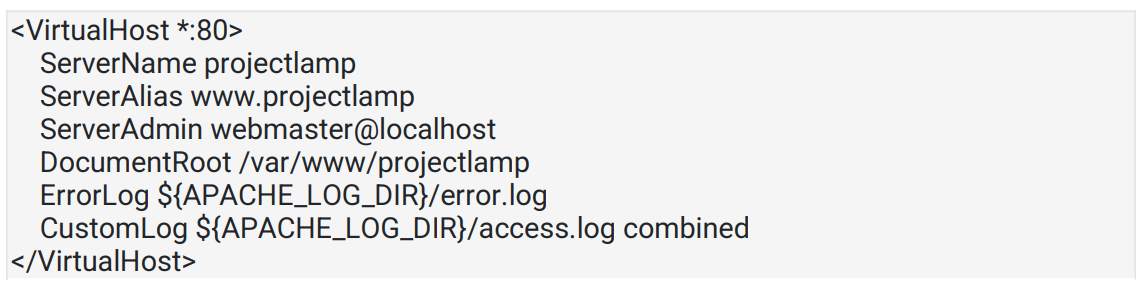 <VirtualHost *:80>
    ServerName projectlamp
    ServerAlias www.projectlamp
    ServerAdmin webmaster@localhost
    DocumentRoot /var/www/projectlamp
    ErrorLog ${APACHE_LOG_DIR}/error.log
    CustomLog ${APACHE_LOG_DIR}/access.log combined
</VirtualHost>